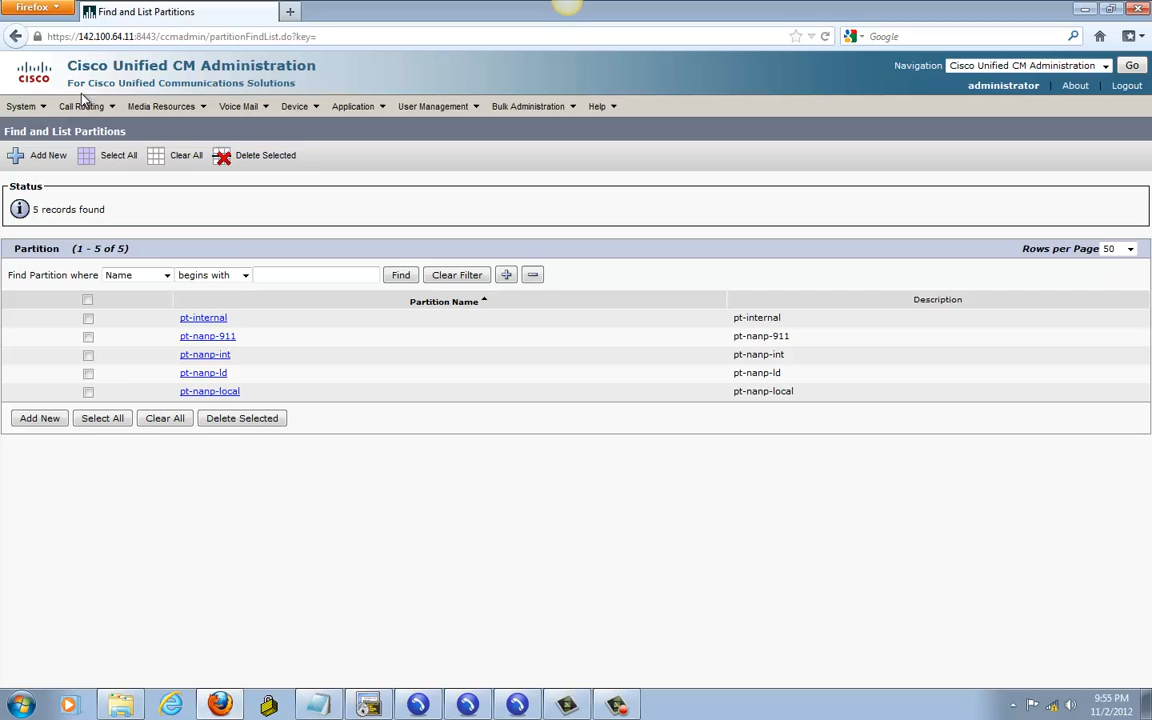 Firefox
Find and List Partitions
https://142.100.64.11:8443/ccmadmin/partitionFindList.do?key=
Google
CISCO
Cisco Unified CM Administration
For Cisco Unified Communications Solutions
Navigation Cisco Unified CM Administration Go
administrator About Logout
System Call Routing Media Resources Voice Mail Device Application User Management Bulk Administration Help
Find and List Partitions
Add New Select All Clear All Delete Selected
Status
5 records found
Partition (1 - 5 of 5) Rows per Page 50
Find Partition where Name begins with Find Clear Filter
Partition Name Description
pt-internal pt-internal
pt-nanp-911 pt-nanp-911
pt-nanp-int pt-nanp-int
pt-nanp-ld pt-nanp-ld
pt-nanp-local pt-nanp-local
Add New Select All Clear All Delete Selected
9:55 PM
11/2/2012